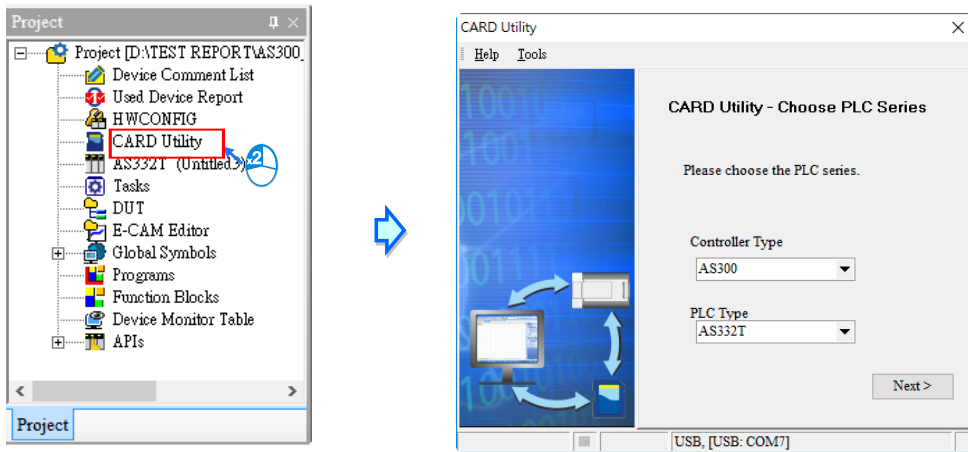 Project
Project [D:\TEST REPORT\AS300_
Device Comment List
Used Device Report
HWCONFIG
CARD Utility
AS332T (Untitled3)
x2
Tasks
DUT
E-CAM Editor
Global Symbols
Programs
Function Blocks
Device Monitor Table
APIs
Project
CARD Utility
Help Tools
CARD Utility - Choose PLC Series
Please choose the PLC series.
Controller Type
AS300
PLC Type
AS332T
Next >
USB, [USB: COM7]